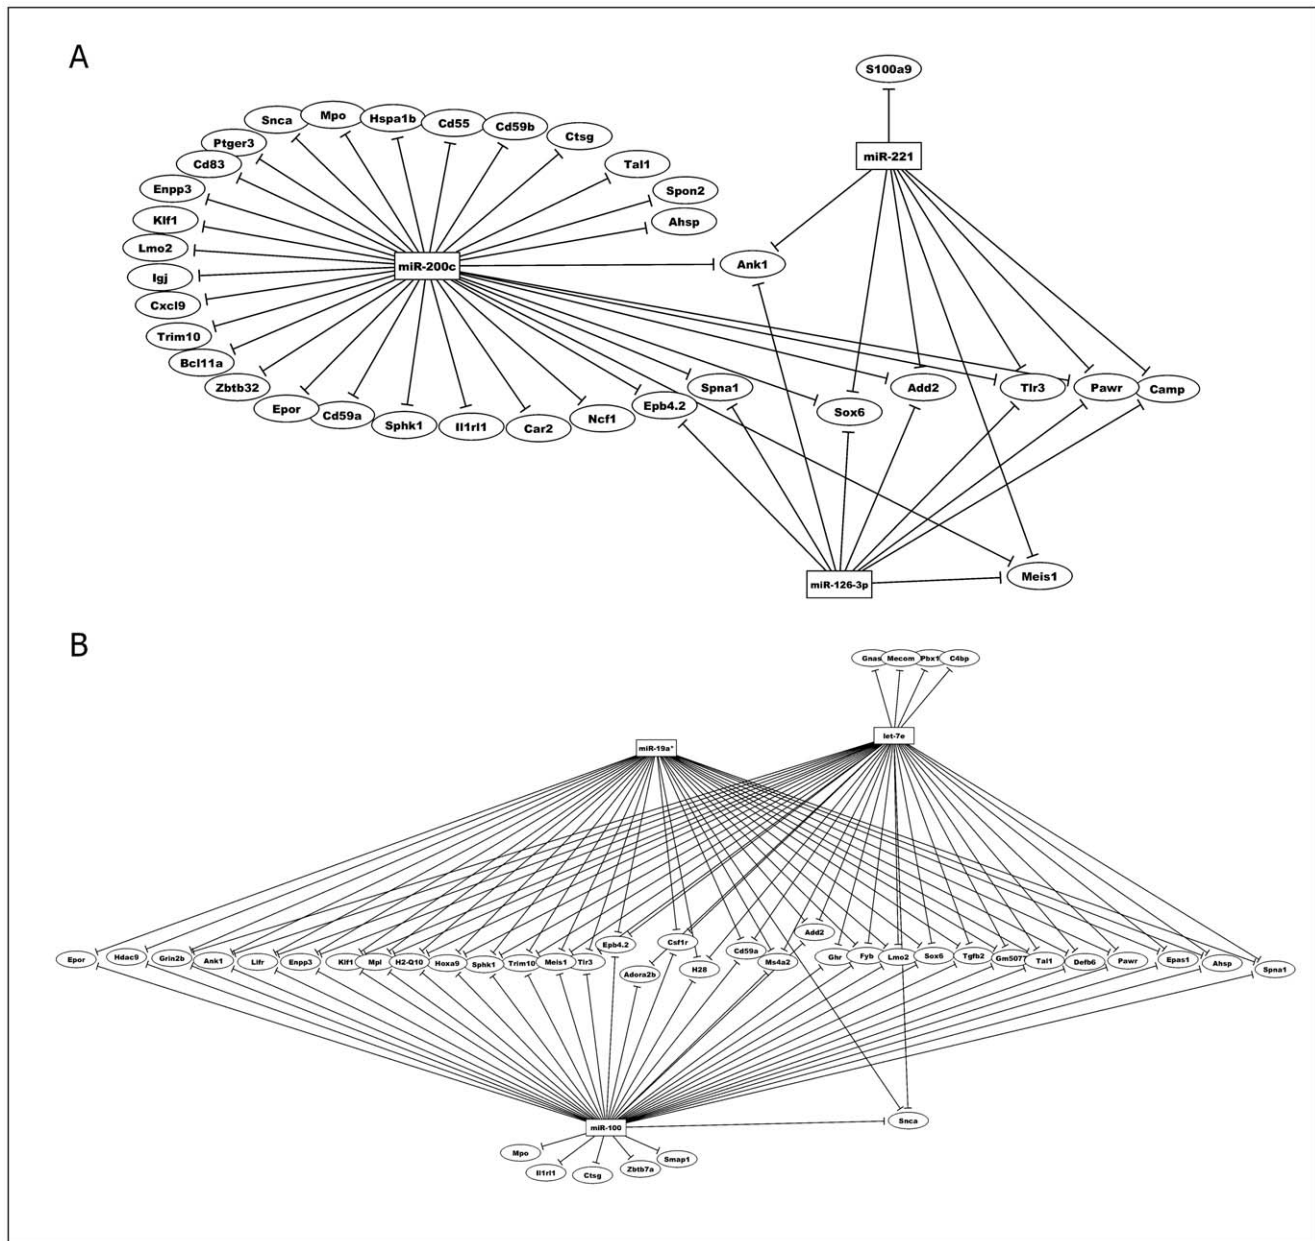 A
S100a9
Snca
Mpo
Hspa1b
Cd55
Cd59b
Ctsg
Ptger3
Cd83
Tal1
miR-221
Enpp3
Spon2
Klf1
Ahsp
Lmo2
miR-200c
Ank1
Igj
Cxcl9
Trim10
Bcl11a
Zbtb32
Spna1
Add2
Tlr3
Pawr
Camp
Epor
Cd59a
Sphk1
Il1rl1
Car2
Ncf1
Epb4.2
Sox6
miR-126-3p
Meis1
B
Gnas
Mecom
Pbx1
C4bp
miR-19a*
let-7e
Epor
Hdac9
Grin2b
Ank1
Lifr
Enpp3
Klf1
Mpl
H2-Q10
Hoxa9
Sphk1
Trim10
Meis1
Tlr3
Epb4.2
Adora2b
Csf1r
H28
Cd59a
Ms4a2
Add2
Ghr
Fyb
Lmo2
Sox6
Tgfb2
Gm5077
Tal1
Defb6
Pawr
Epas1
Ahsp
Spna1
miR-100
Snca
Mpo
Il1rl1
Ctsg
Zbtb7a
Smap1